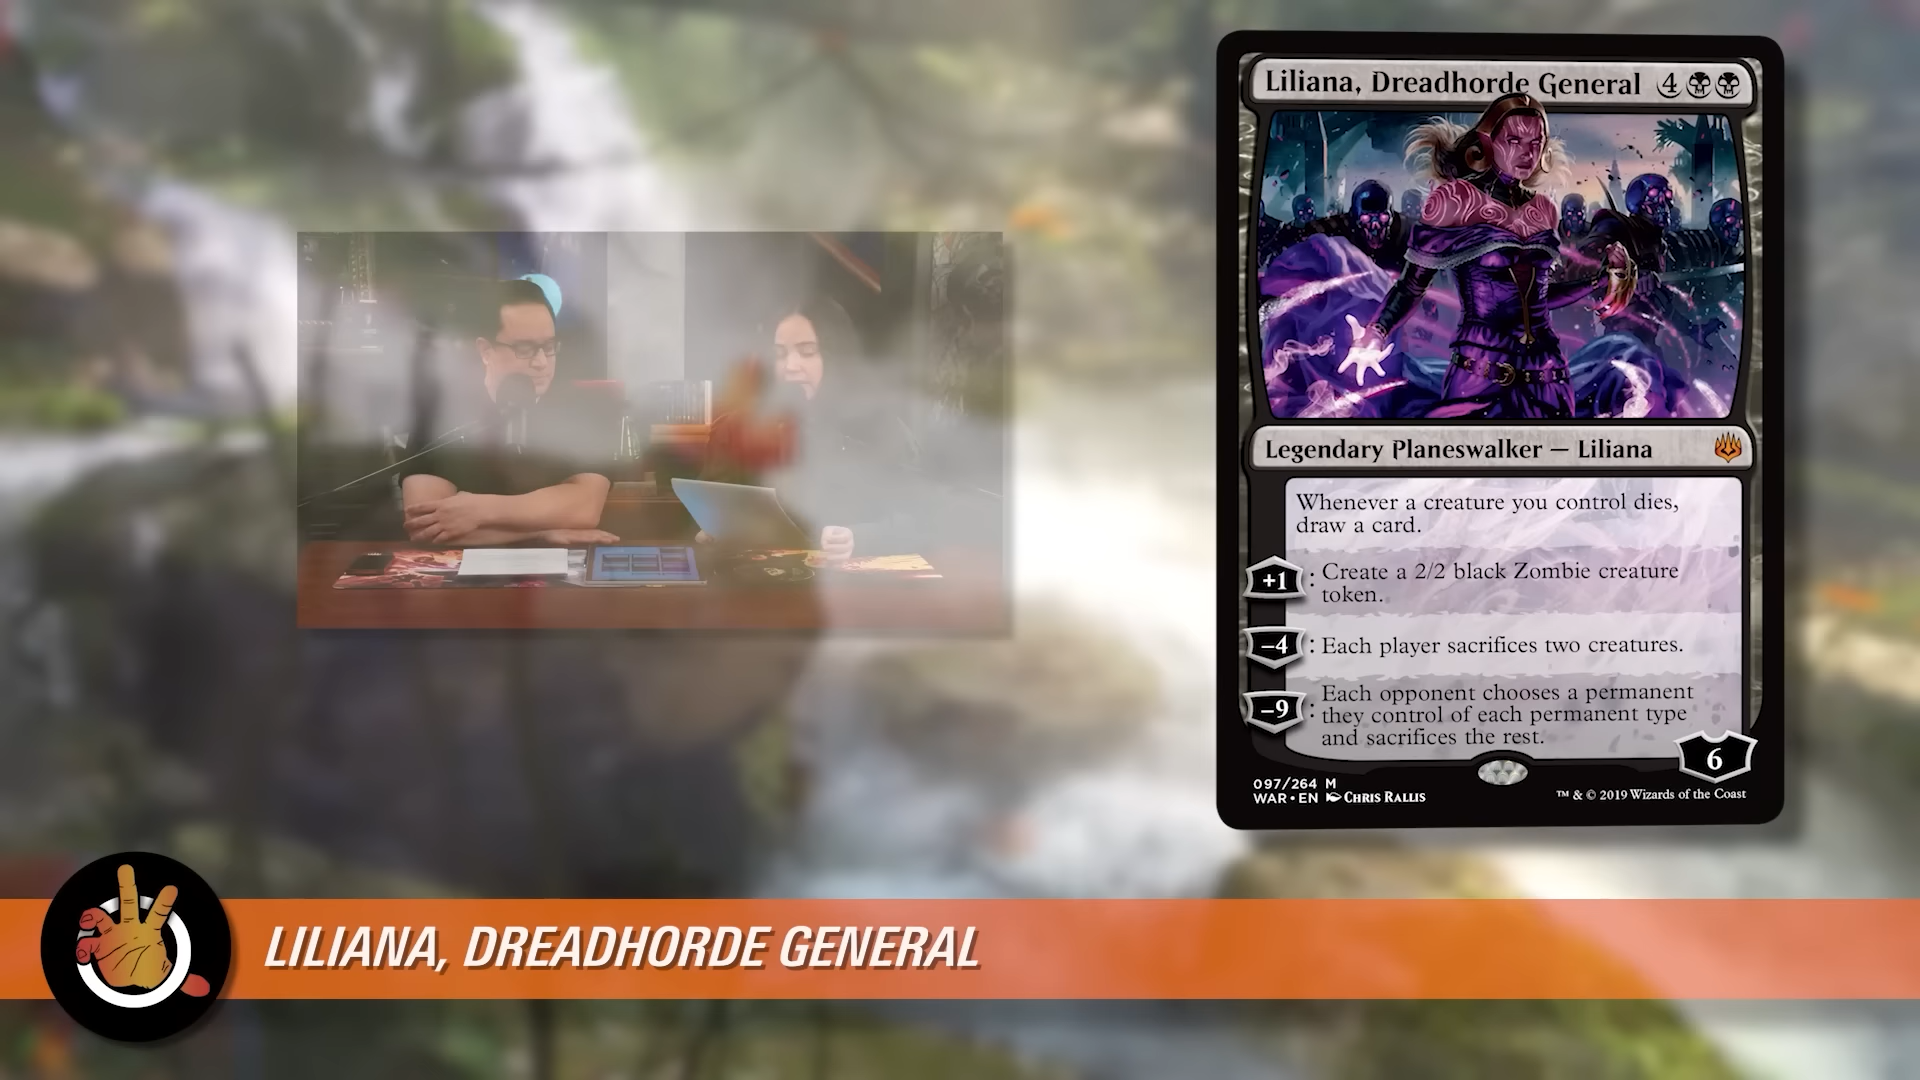 Liliana, Dreadhorde General 4
Legendary Planeswalker — Liliana
Whenever a creature you control dies,
draw a card.
+1 : Create a 2/2 black Zombie creature
token.
−4 : Each player sacrifices two creatures.
−9 : Each opponent chooses a permanent
they control of each permanent type
and sacrifices the rest.
6
097/264 M
WAR • EN CHRIS RALLIS
™ & © 2019 Wizards of the Coast
LILIANA, DREADHORDE GENERAL